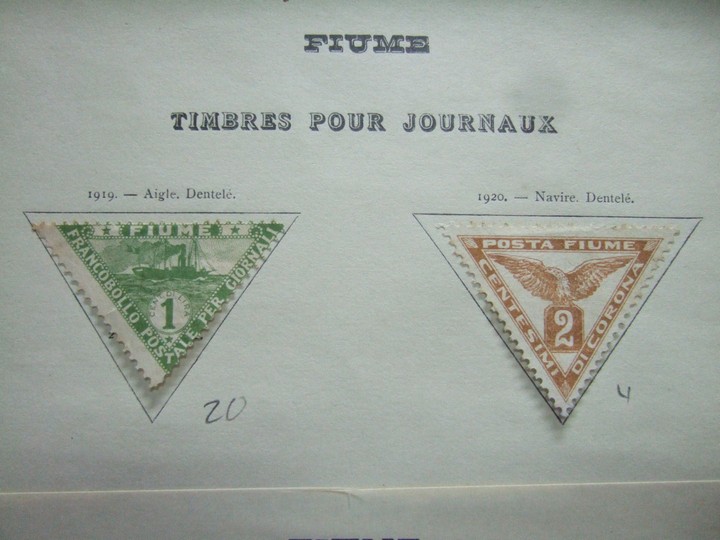 FIUME
TIMBRES POUR JOURNAUX
1919. — Aigle. Dentelé.
1920. — Navire. Dentelé.
FIUME
FRANCOBOLLO POSTALE PER GIORNALI
1
20
POSTA FIUME
CENTESIMI
2
DI CORONA
4